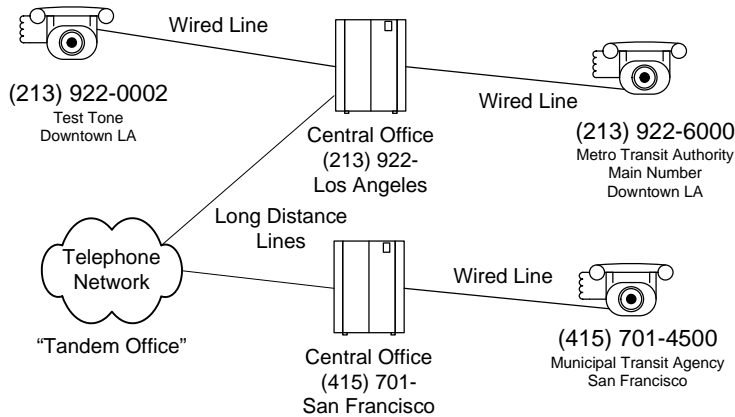 Wired Line
(213) 922-0002
Test Tone
Downtown LA
Central Office
(213) 922-
Los Angeles
Wired Line
(213) 922-6000
Metro Transit Authority
Main Number
Downtown LA
Long Distance
Lines
Telephone
Network
“Tandem Office”
Central Office
(415) 701-
San Francisco
Wired Line
(415) 701-4500
Municipal Transit Agency
San Francisco